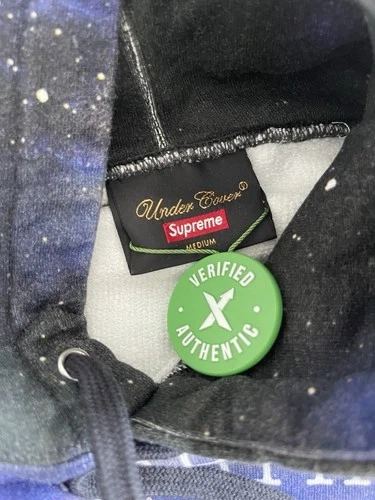 Under Cover
Supreme
MEDIUM
VERIFIED
X
AUTHENTIC